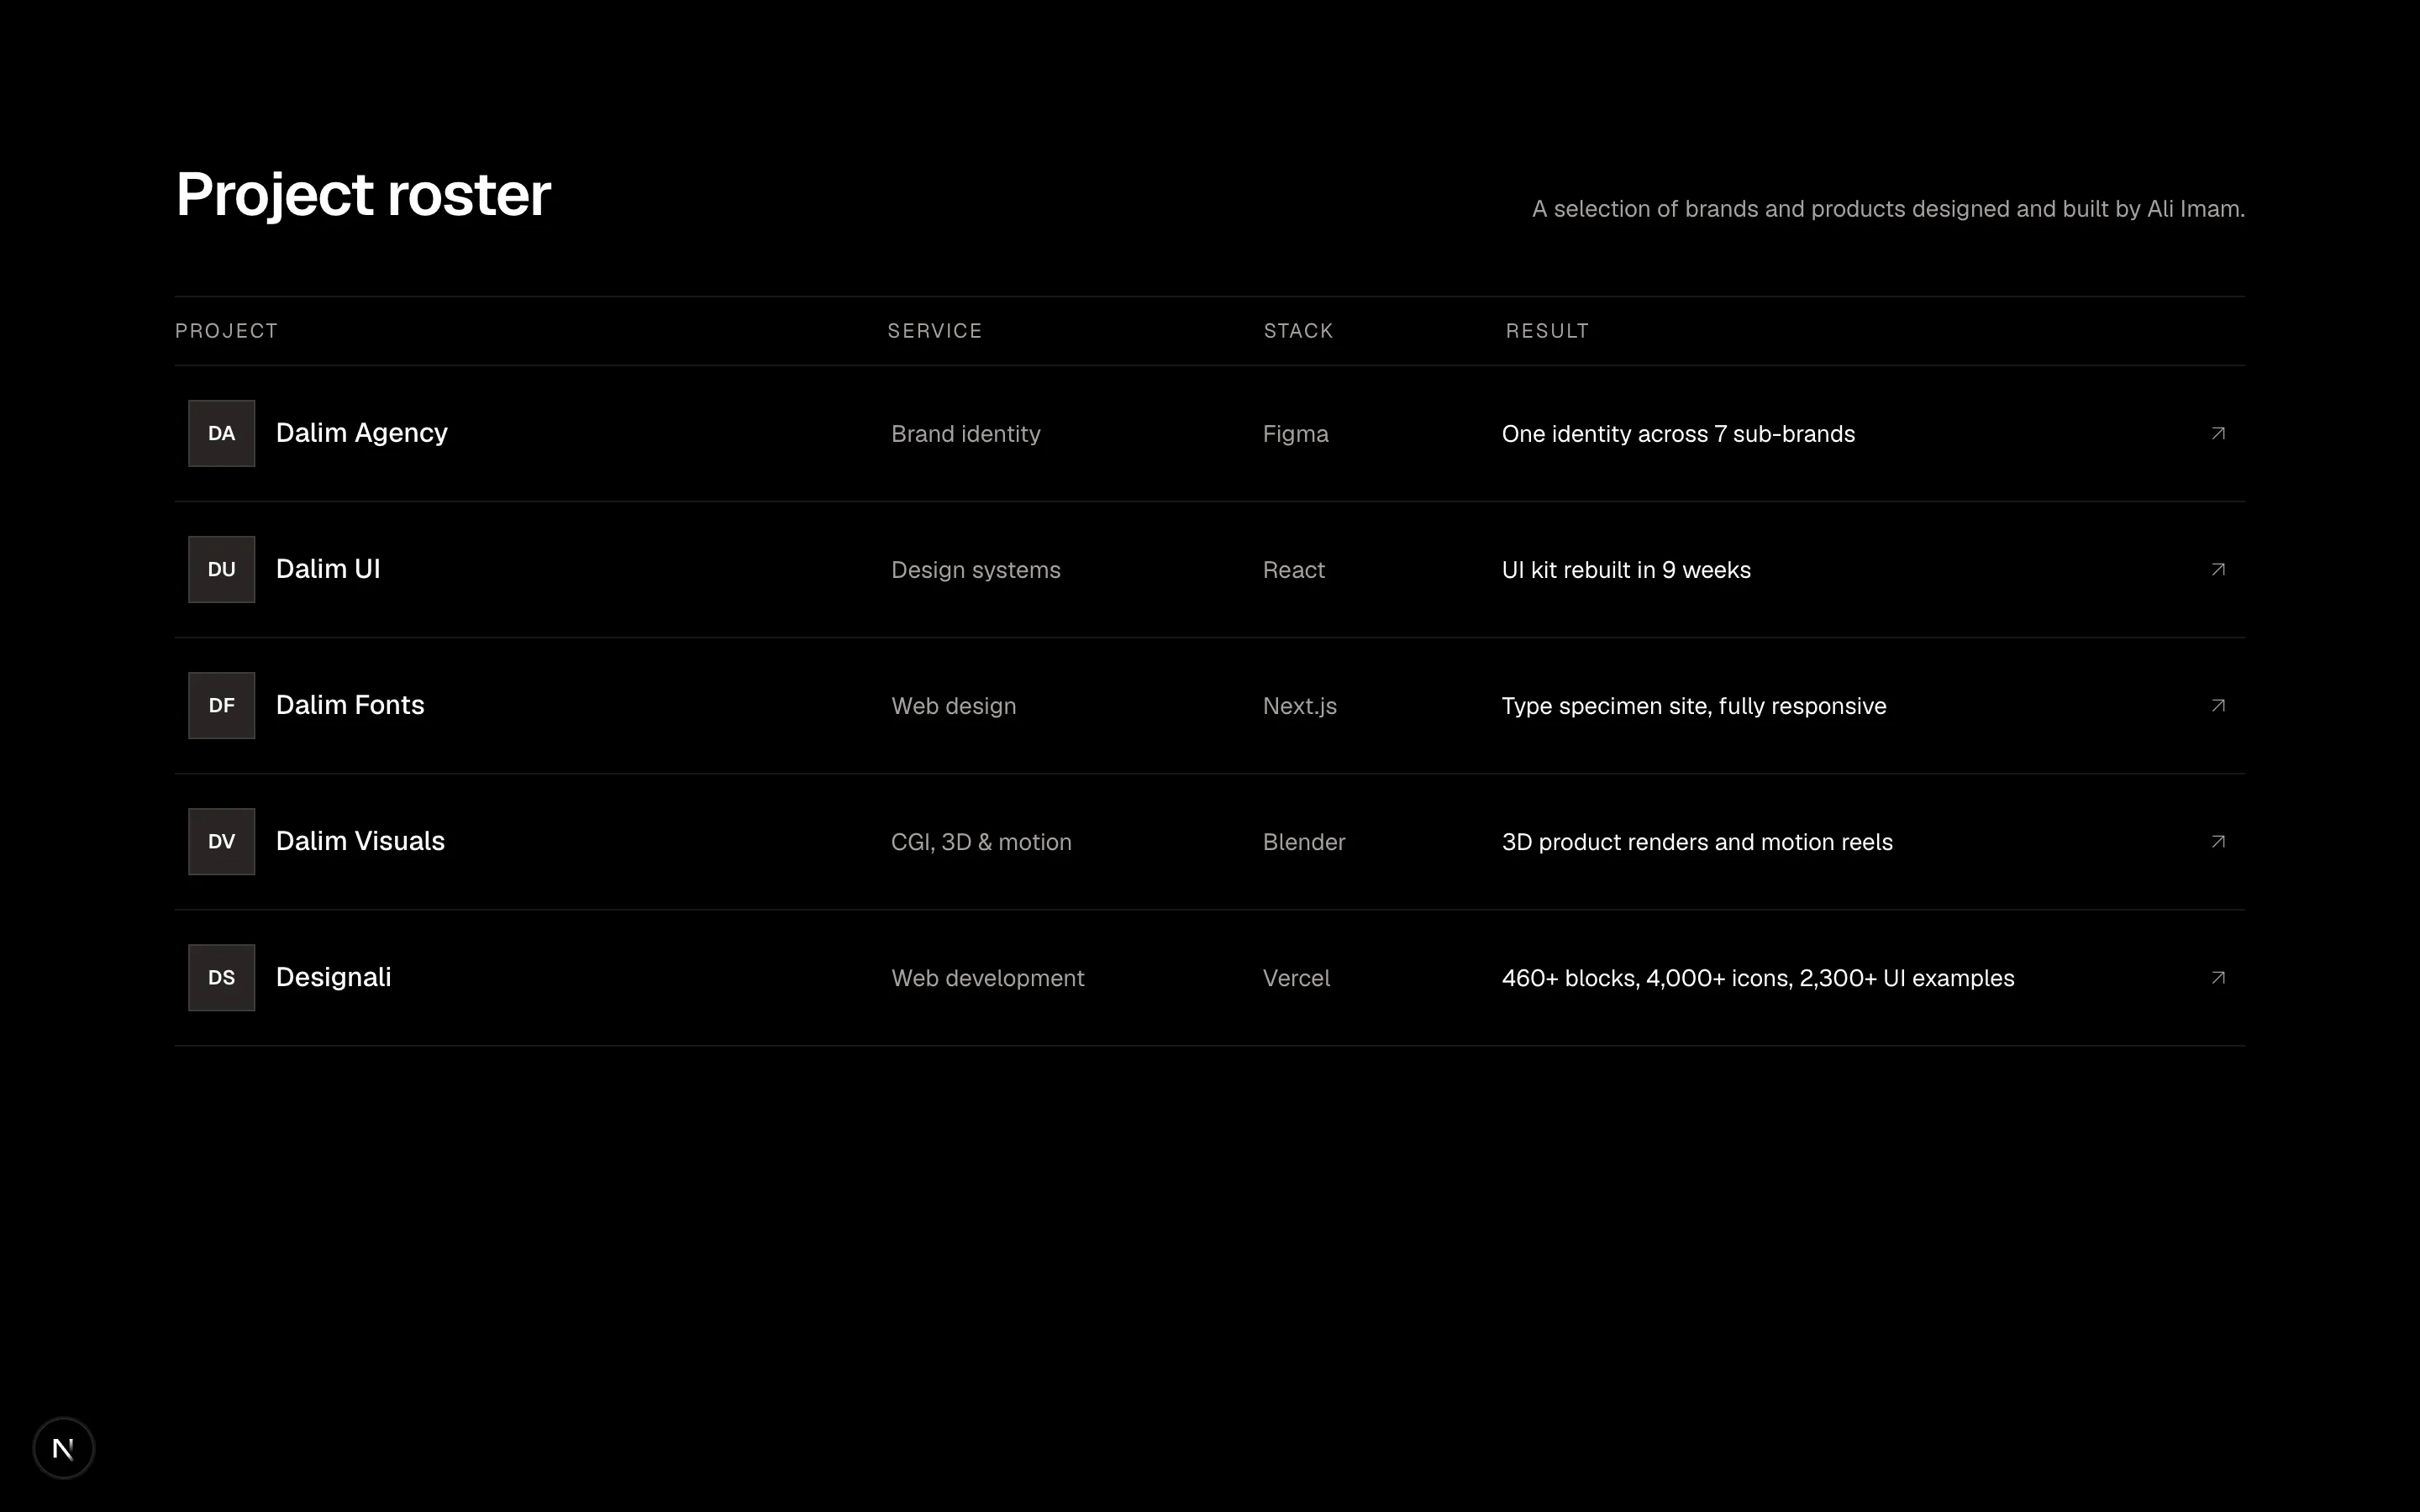 Project roster
A selection of brands and products designed and built by Ali Imam.
PROJECT SERVICE STACK RESULT
DA Dalim Agency Brand identity Figma One identity across 7 sub-brands
DU Dalim UI Design systems React UI kit rebuilt in 9 weeks
DF Dalim Fonts Web design Next.js Type specimen site, fully responsive
DV Dalim Visuals CGI, 3D & motion Blender 3D product renders and motion reels
DS Designali Web development Vercel 460+ blocks, 4,000+ icons, 2,300+ UI examples
N